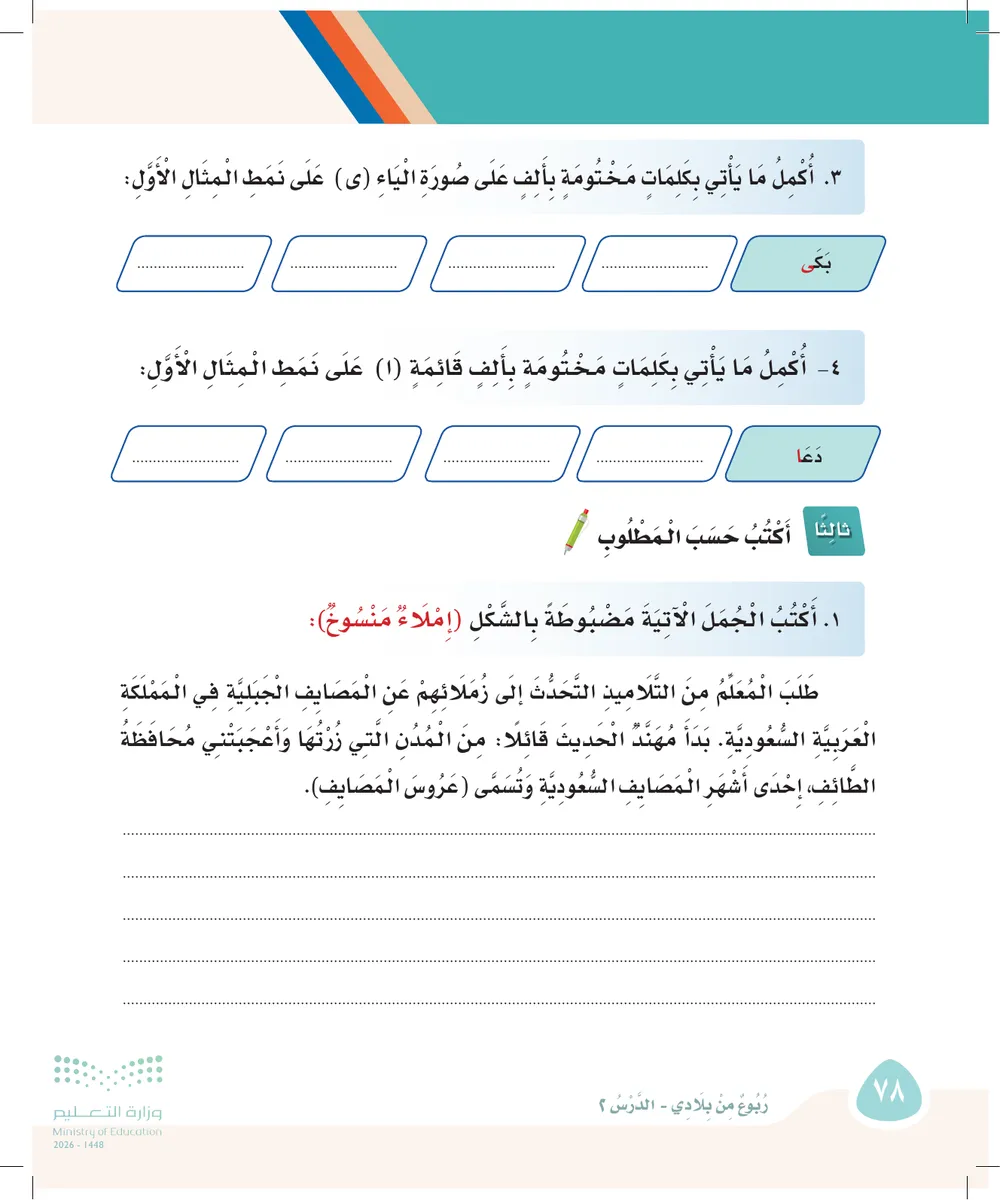 ٣. أُكْمِلُ مَا يَأْتِي بِكَلِمَاتٍ مَخْتُومَةٍ بِأَلِفٍ عَلَى صُورَةِ الْيَاءِ (ى) عَلَى نَمَطِ الْمِثَالِ الْأَوَّلِ:
بَكَى
٤- أُكْمِلُ مَا يَأْتِي بِكَلِمَاتٍ مَخْتُومَةٍ بِأَلِفٍ قَائِمَةٍ (ا) عَلَى نَمَطِ الْمِثَالِ الْأَوَّلِ:
دَعَا
ثَالِثًا أَكْتُبُ حَسَبَ الْمَطْلُوبِ
١. أَكْتُبُ الْجُمَلَ الْآتِيَةَ مَضْبُوطَةً بِالشَّكْلِ (إِمْلَاءٌ مَنْسُوخٌ):
طَلَبَ الْمُعَلِّمُ مِنَ التَّلَامِيذِ التَّحَدُّثَ إِلَى زُمَلَائِهِمْ عَنِ الْمَصَايِفِ الْجَبَلِيَّةِ فِي الْمَمْلَكَةِ
الْعَرَبِيَّةِ السُّعُودِيَّةِ. بَدَأَ مُهَنَّدٌ الْحَدِيثَ قَائِلًا: مِنَ الْمُدُنِ الَّتِي زُرْتُهَا وَأَعْجَبَتْنِي مُحَافَظَةُ
الطَّائِفِ، إِحْدَى أَشْهَرِ الْمَصَايِفِ السُّعُودِيَّةِ وَتُسَمَّى (عَرُوسَ الْمَصَايِفِ).
٧٨
رُبُوعٌ مِنْ بِلَادِي - الدَّرْسُ ٢
وزارة التعـــليم
Ministry of Education
2026 - 1448